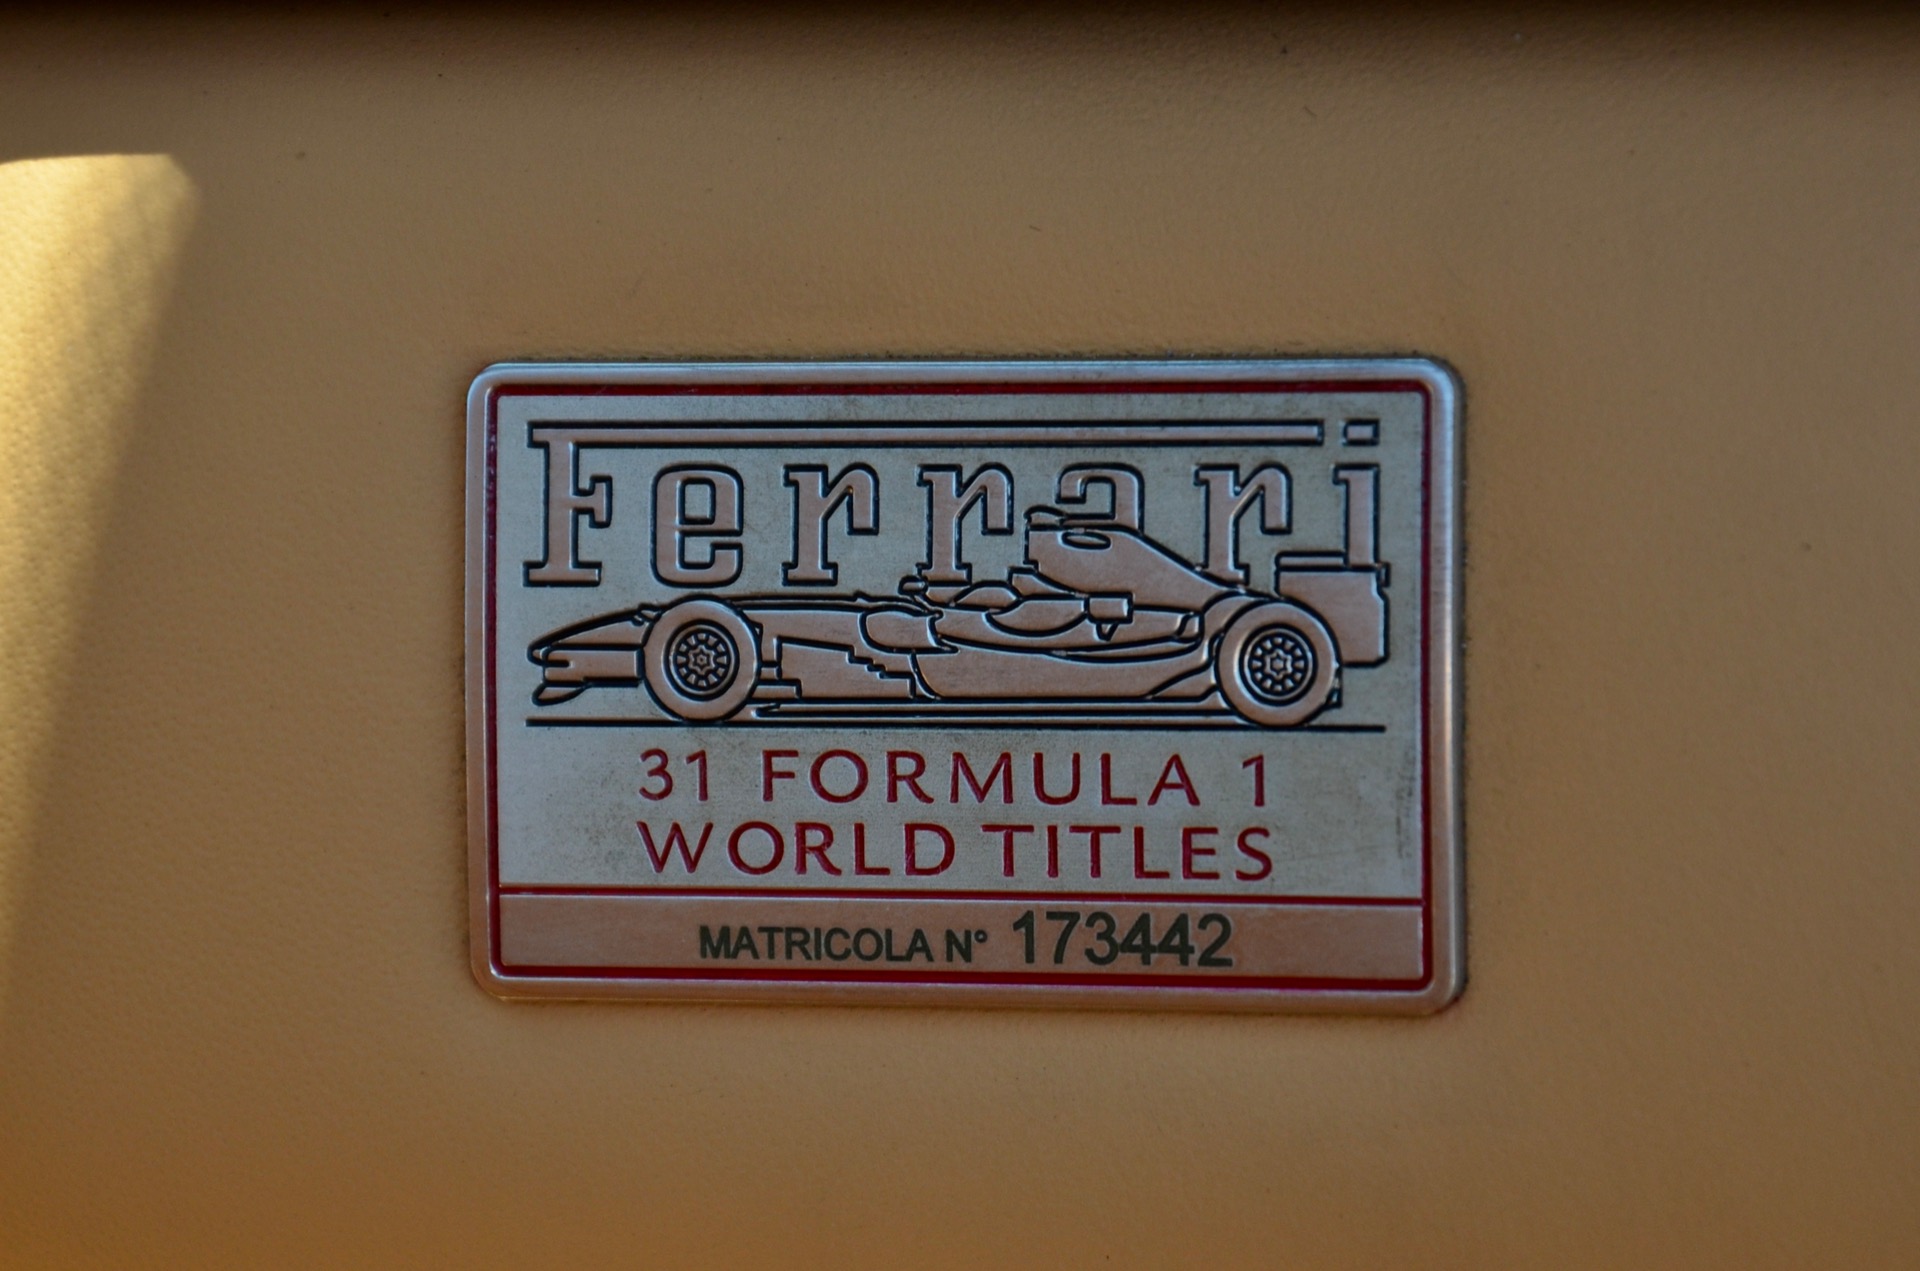 Ferrari
31 FORMULA 1
WORLD TITLES
MATRICOLA N° 173442